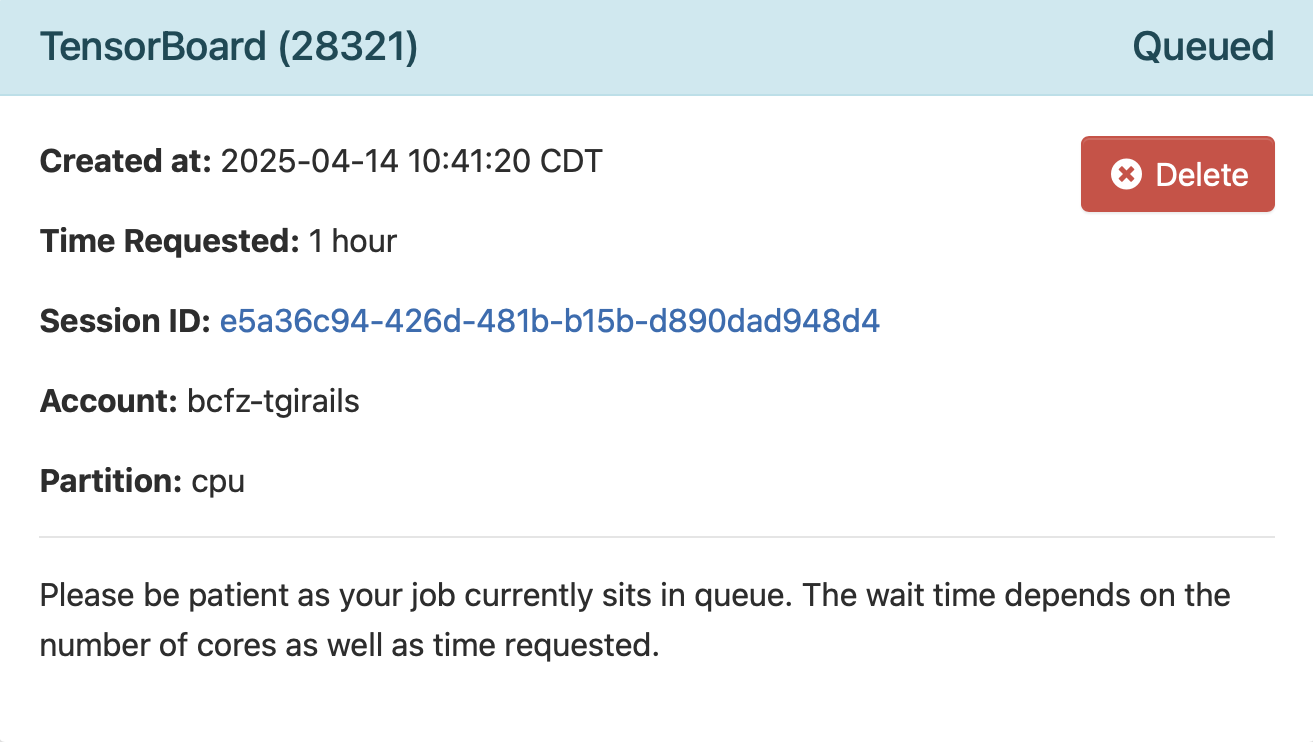 TensorBoard (28321) Queued
Created at: 2025-04-14 10:41:20 CDT
Delete
Time Requested: 1 hour
Session ID: e5a36c94-426d-481b-b15b-d890dad948d4
Account: bcfz-tgirails
Partition: cpu
Please be patient as your job currently sits in queue. The wait time depends on the
number of cores as well as time requested.